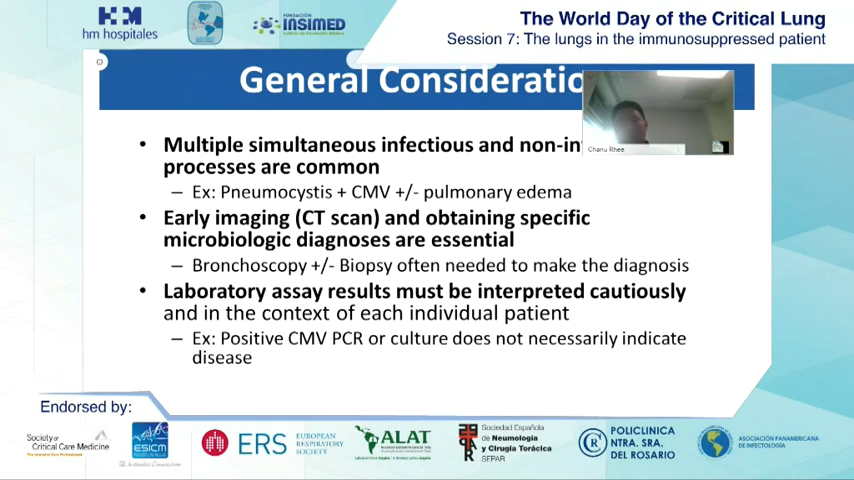 hm hospitales
FUNDACIÓN
INSIMED
The World Day of the Critical Lung
Session 7: The lungs in the immunosuppressed patient
General Consideratio
Chanu Rhee
• Multiple simultaneous infectious and non-in
processes are common
– Ex: Pneumocystis + CMV +/- pulmonary edema
• Early imaging (CT scan) and obtaining specific
microbiologic diagnoses are essential
– Bronchoscopy +/- Biopsy often needed to make the diagnosis
• Laboratory assay results must be interpreted cautiously
and in the context of each individual patient
– Ex: Positive CMV PCR or culture does not necessarily indicate
disease
Endorsed by:
Society of
Critical Care Medicine
ESICM
ERS
EUROPEAN
RESPIRATORY
SOCIETY
ALAT
Sociedad Española
de Neumología
y Cirugía Torácica
SEPAR
POLICLINICA
NTRA. SRA.
DEL ROSARIO
ASOCIACIÓN PANAMERICANA
DE INFECTOLOGÍA